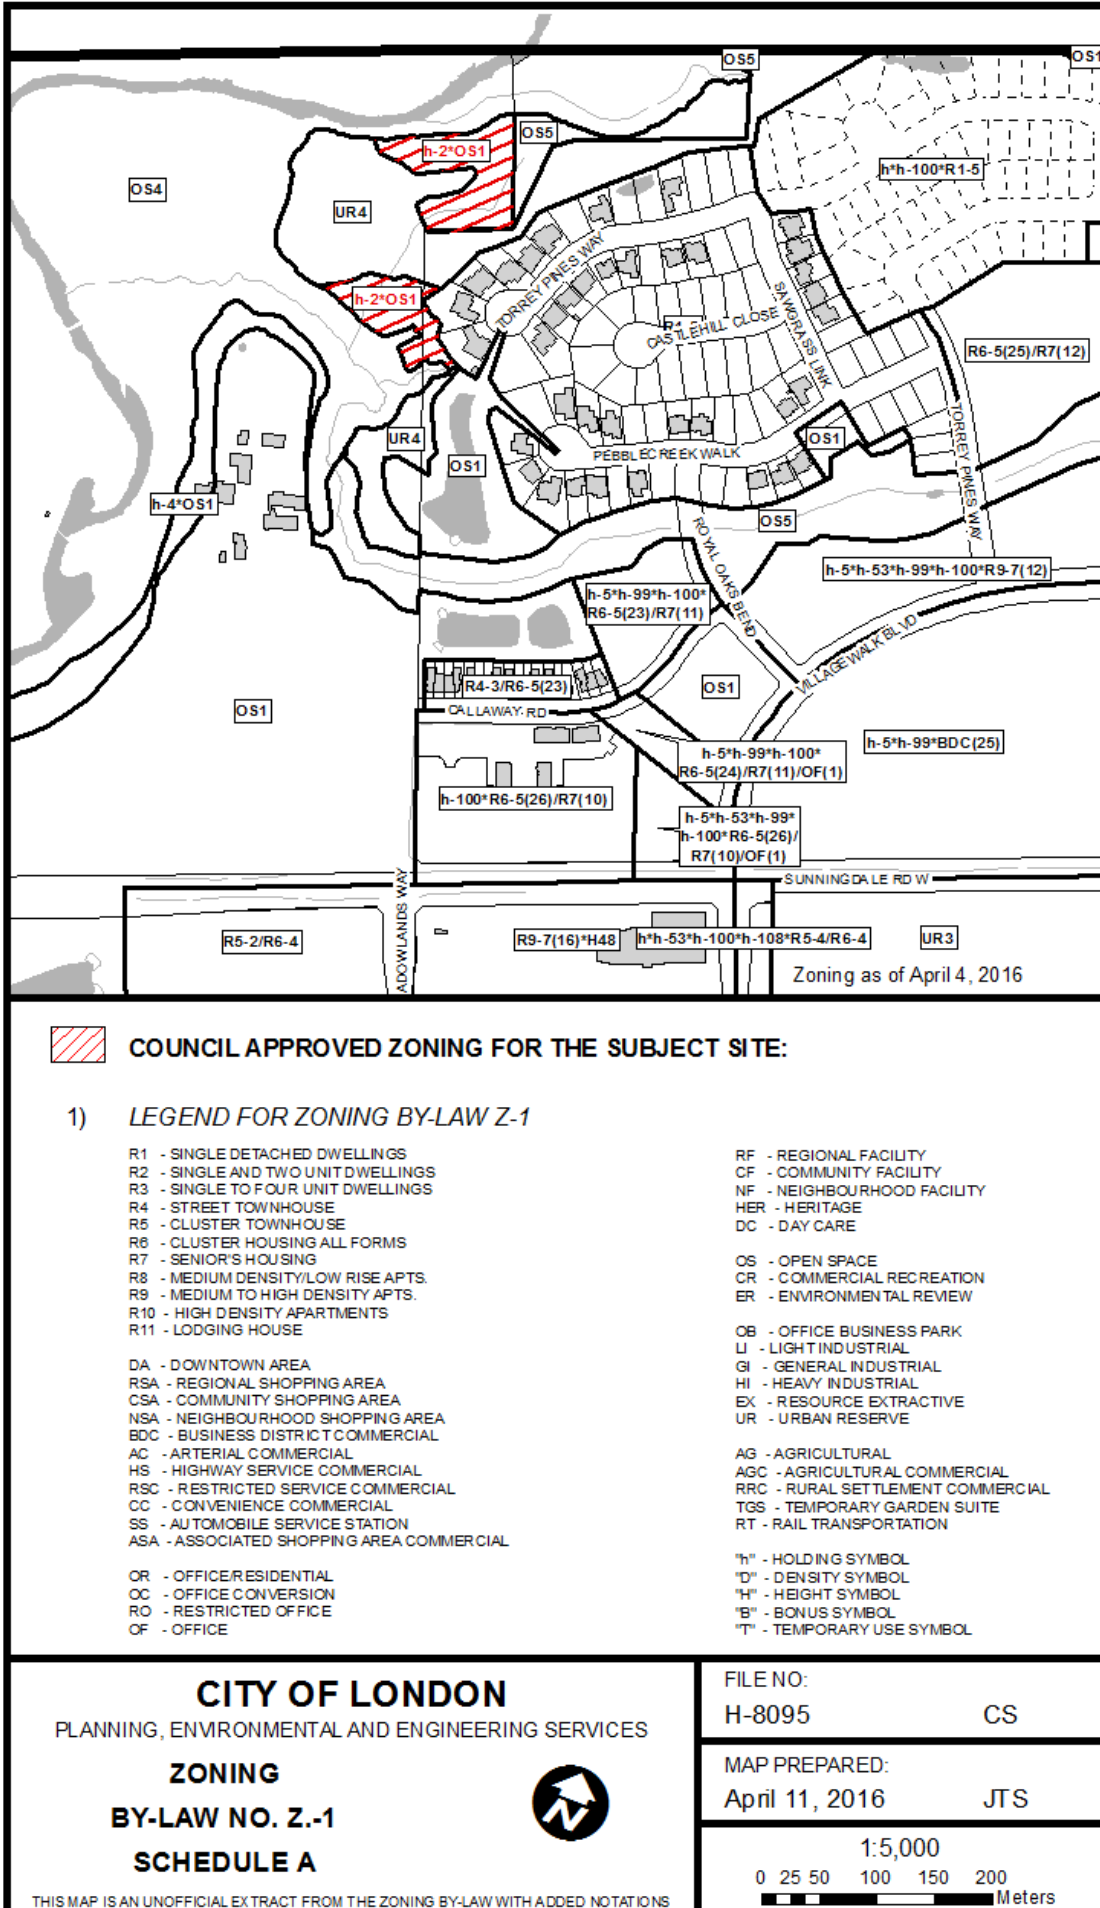 OS5
OS1
OS5
h-2*OS1
h*h-100*R1-5
OS4
UR4
TORREY PINES WAY
h-2*OS1
SAWGRASS LINK
CASTLEHILL CLOSE
R6-5(25)/R7(12)
TORREY PINES WAY
UR4
OS1
OS1
PEBBLECREEK WALK
h-4*OS1
OS5
ROYAL OAKS BEND
h-5*h-53*h-99*h-100*R9-7(12)
h-5*h-99*h-100*
R6-5(23)/R7(11)
VILLAGEWALK BLVD
R4-3/R6-5(23)
OS1
OS1
CALLAWAY RD
h-5*h-99*BDC(25)
h-5*h-99*h-100*
R6-5(24)/R7(11)/OF(1)
h-100*R6-5(26)/R7(10)
h-5*h-53*h-99*
h-100*R6-5(26)/
R7(10)/OF(1)
SUNNINGDALE RD W
ADOWLANDS WAY
R5-2/R6-4
R9-7(16)*H48
h*h-53*h-100*h-108*R5-4/R6-4
UR3
Zoning as of April 4, 2016
COUNCIL APPROVED ZONING FOR THE SUBJECT SITE:
1) LEGEND FOR ZONING BY-LAW Z-1
R1 - SINGLE DETACHED DWELLINGS
R2 - SINGLE AND TWO UNIT DWELLINGS
R3 - SINGLE TO FOUR UNIT DWELLINGS
R4 - STREET TOWNHOUSE
R5 - CLUSTER TOWNHOUSE
R6 - CLUSTER HOUSING ALL FORMS
R7 - SENIOR'S HOUSING
R8 - MEDIUM DENSITY/LOW RISE APTS.
R9 - MEDIUM TO HIGH DENSITY APTS.
R10 - HIGH DENSITY APARTMENTS
R11 - LODGING HOUSE
DA - DOWNTOWN AREA
RSA - REGIONAL SHOPPING AREA
CSA - COMMUNITY SHOPPING AREA
NSA - NEIGHBOURHOOD SHOPPING AREA
BDC - BUSINESS DISTRICT COMMERCIAL
AC - ARTERIAL COMMERCIAL
HS - HIGHWAY SERVICE COMMERCIAL
RSC - RESTRICTED SERVICE COMMERCIAL
CC - CONVENIENCE COMMERCIAL
SS - AUTOMOBILE SERVICE STATION
ASA - ASSOCIATED SHOPPING AREA COMMERCIAL
OR - OFFICE/RESIDENTIAL
OC - OFFICE CONVERSION
RO - RESTRICTED OFFICE
OF - OFFICE
RF - REGIONAL FACILITY
CF - COMMUNITY FACILITY
NF - NEIGHBOURHOOD FACILITY
HER - HERITAGE
DC - DAY CARE
OS - OPEN SPACE
CR - COMMERCIAL RECREATION
ER - ENVIRONMENTAL REVIEW
OB - OFFICE BUSINESS PARK
LI - LIGHT INDUSTRIAL
GI - GENERAL INDUSTRIAL
HI - HEAVY INDUSTRIAL
EX - RESOURCE EXTRACTIVE
UR - URBAN RESERVE
AG - AGRICULTURAL
AGC - AGRICULTURAL COMMERCIAL
RRC - RURAL SETTLEMENT COMMERCIAL
TGS - TEMPORARY GARDEN SUITE
RT - RAIL TRANSPORTATION
"h" - HOLDING SYMBOL
"D" - DENSITY SYMBOL
"H" - HEIGHT SYMBOL
"B" - BONUS SYMBOL
"T" - TEMPORARY USE SYMBOL
CITY OF LONDON
PLANNING, ENVIRONMENTAL AND ENGINEERING SERVICES
ZONING
BY-LAW NO. Z.-1
SCHEDULE A
N
THIS MAP IS AN UNOFFICIAL EXTRACT FROM THE ZONING BY-LAW WITH ADDED NOTATIONS
FILE NO:
H-8095 CS
MAP PREPARED:
April 11, 2016 JTS
1:5,000
0 25 50 100 150 200
Meters